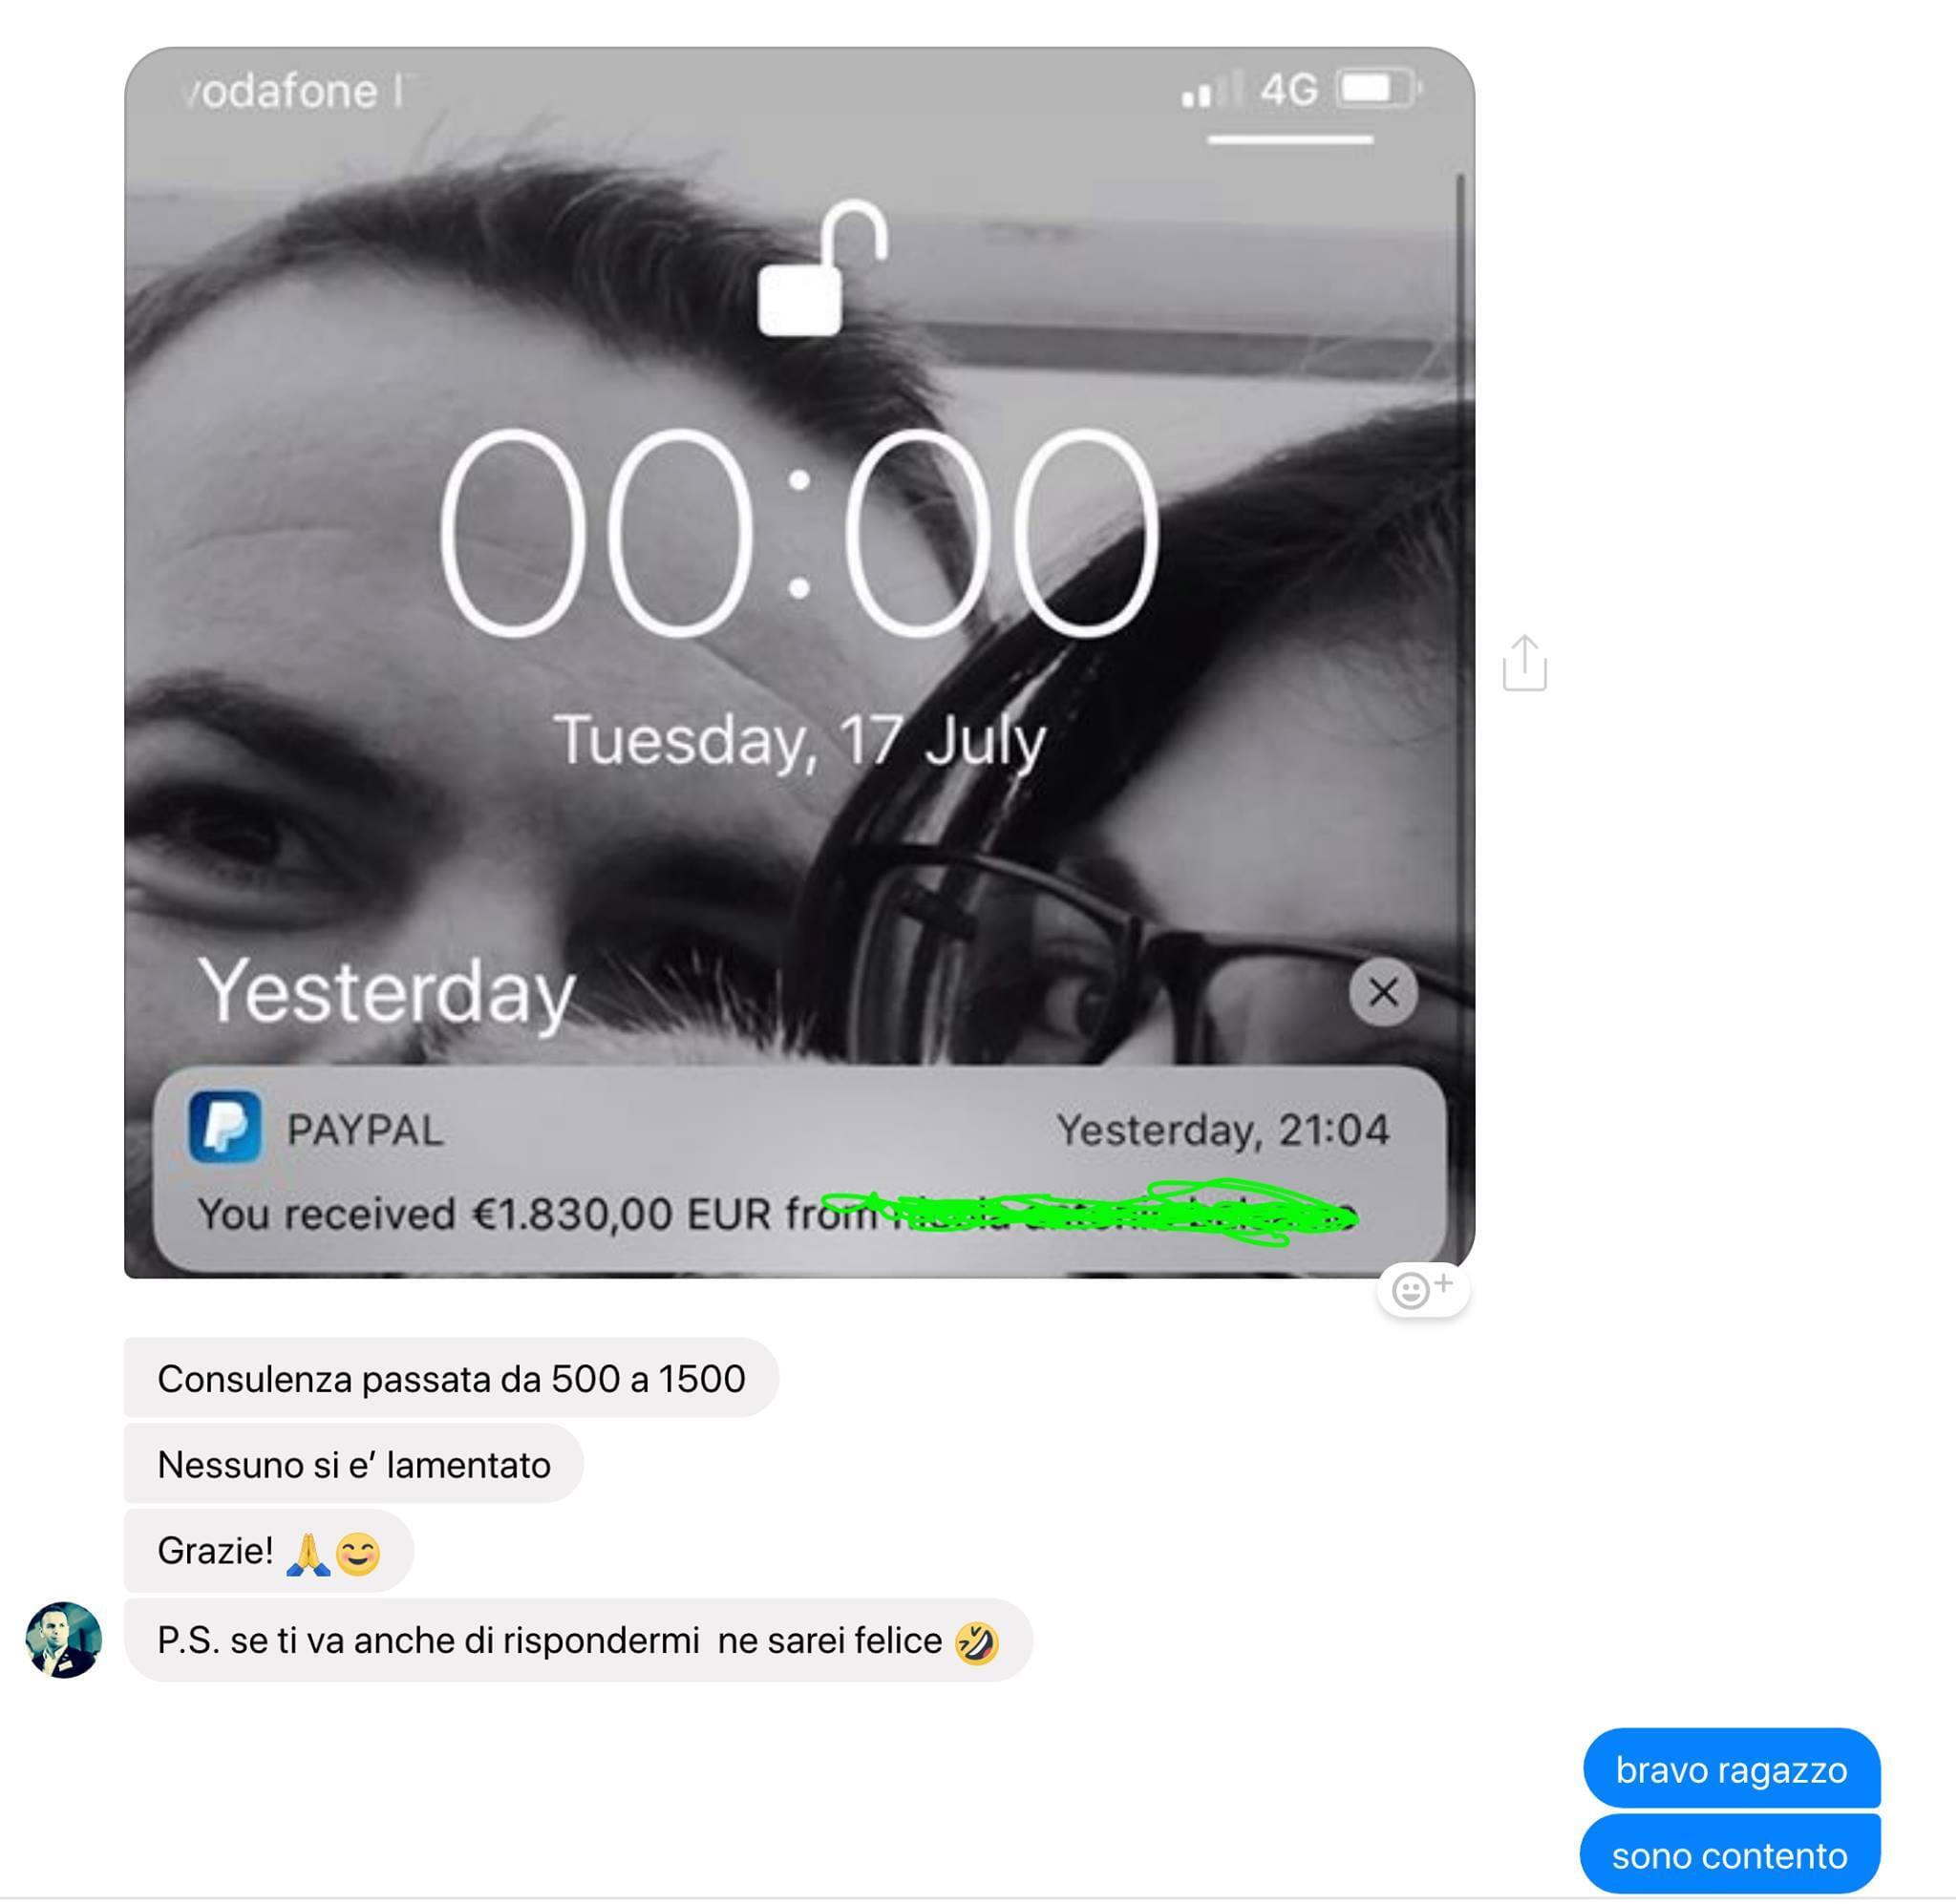 vodafone I
4G
00:00
Tuesday, 17 July
Yesterday
PAYPAL
Yesterday, 21:04
You received €1.830,00 EUR from
Consulenza passata da 500 a 1500
Nessuno si e’ lamentato
Grazie! 🙏😊
P.S. se ti va anche di rispondermi  ne sarei felice 🤣
bravo ragazzo
sono contento